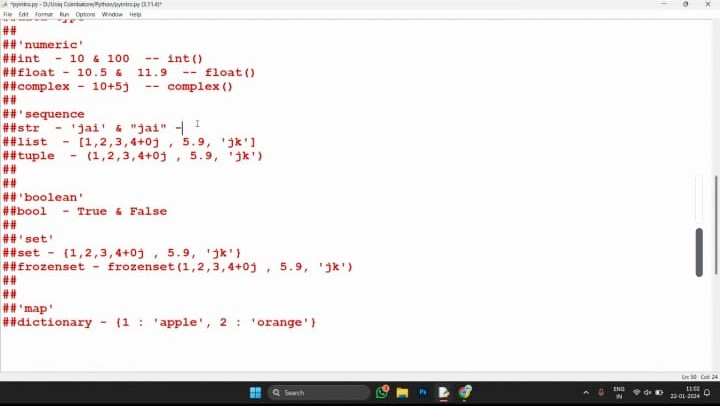 *pyintro.py - D:/Uniq Coimbatore/Python/pyintro.py (3.11.4)*
File Edit Format Run Options Window Help
##
##'numeric'
##int - 10 & 100 -- int()
##float - 10.5 & 11.9 -- float()
##complex - 10+5j -- complex()
##
##'sequence
##str - 'jai' & "jai" -
##list - [1,2,3,4+0j , 5.9, 'jk']
##tuple - (1,2,3,4+0j , 5.9, 'jk')
##
##
##'boolean'
##bool - True & False
##
##'set'
##set - {1,2,3,4+0j , 5.9, 'jk'}
##frozenset - frozenset(1,2,3,4+0j , 5.9, 'jk')
##
##
##'map'
##dictionary - {1 : 'apple', 2 : 'orange'}
Ln: 50 Col: 24
Search
Ps
ENG
IN
11:02
22-01-2024